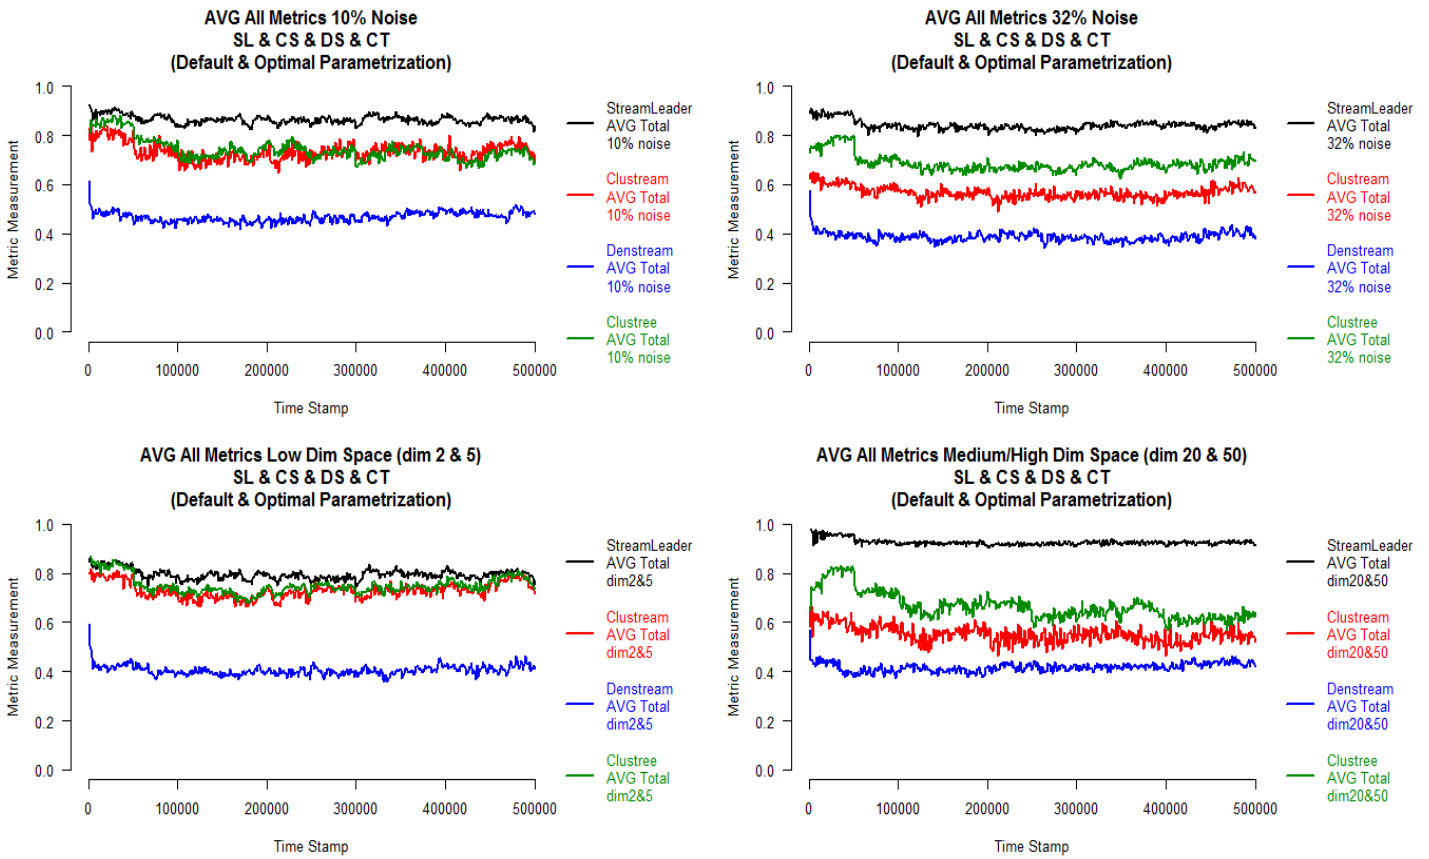 AVG All Metrics 10% Noise
SL & CS & DS & CT
(Default & Optimal Parametrization)
Metric Measurement
1.0
0.8
0.6
0.4
0.2
0.0
0
100000
200000
300000
400000
500000
Time Stamp
StreamLeader
AVG Total
10% noise
Clustream
AVG Total
10% noise
Denstream
AVG Total
10% noise
Clustree
AVG Total
10% noise
AVG All Metrics 32% Noise
SL & CS & DS & CT
(Default & Optimal Parametrization)
Metric Measurement
1.0
0.8
0.6
0.4
0.2
0.0
0
100000
200000
300000
400000
500000
Time Stamp
StreamLeader
AVG Total
32% noise
Clustream
AVG Total
32% noise
Denstream
AVG Total
32% noise
Clustree
AVG Total
32% noise
AVG All Metrics Low Dim Space (dim 2 & 5)
SL & CS & DS & CT
(Default & Optimal Parametrization)
Metric Measurement
1.0
0.8
0.6
0.4
0.2
0.0
0
100000
200000
300000
400000
500000
Time Stamp
StreamLeader
AVG Total
dim2&5
Clustream
AVG Total
dim2&5
Denstream
AVG Total
dim2&5
Clustree
AVG Total
dim2&5
AVG All Metrics Medium/High Dim Space (dim 20 & 50)
SL & CS & DS & CT
(Default & Optimal Parametrization)
Metric Measurement
1.0
0.8
0.6
0.4
0.2
0.0
0
100000
200000
300000
400000
500000
Time Stamp
StreamLeader
AVG Total
dim20&50
Clustream
AVG Total
dim20&50
Denstream
AVG Total
dim20&50
Clustree
AVG Total
dim20&50